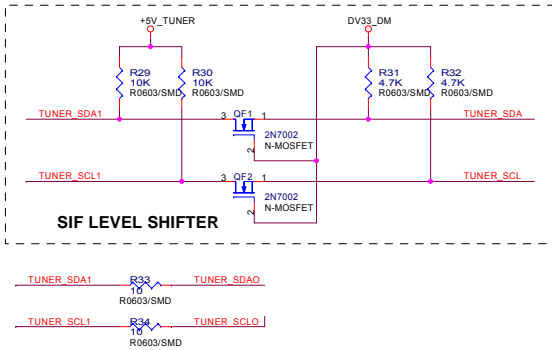 +5V_TUNER DV33_DM
R29 R30 R31 R32
10K 10K 4.7K 4.7K
R0603/SMD R0603/SMD R0603/SMD R0603/SMD
TUNER_SDA1 3 QF1 1 TUNER_SDA
2 2N7002
N-MOSFET
TUNER_SCL1 3 QF2 1 TUNER_SCL
2 2N7002
N-MOSFET
SIF LEVEL SHIFTER
TUNER_SDA1 R33 TUNER_SDAO
10
R0603/SMD
TUNER_SCL1 R34 TUNER_SCLO
10
R0603/SMD